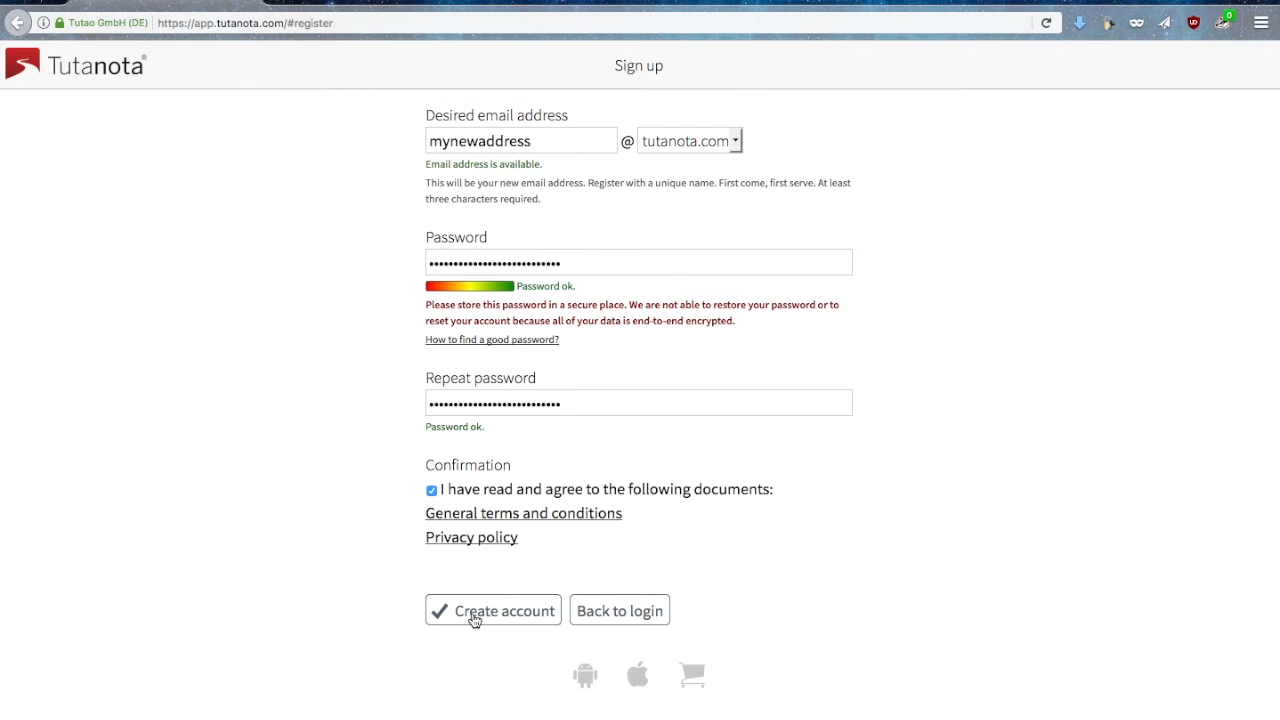 Tutao GmbH (DE) https://app.tutanota.com/#register
0
Tutanota®
Sign up
Desired email address
mynewaddress @ tutanota.com
Email address is available.
This will be your new email address. Register with a unique name. First come, first serve. At least
three characters required.
Password
Password ok.
Please store this password in a secure place. We are not able to restore your password or to
reset your account because all of your data is end-to-end encrypted.
How to find a good password?
Repeat password
Password ok.
Confirmation
I have read and agree to the following documents:
General terms and conditions
Privacy policy
Create account Back to login